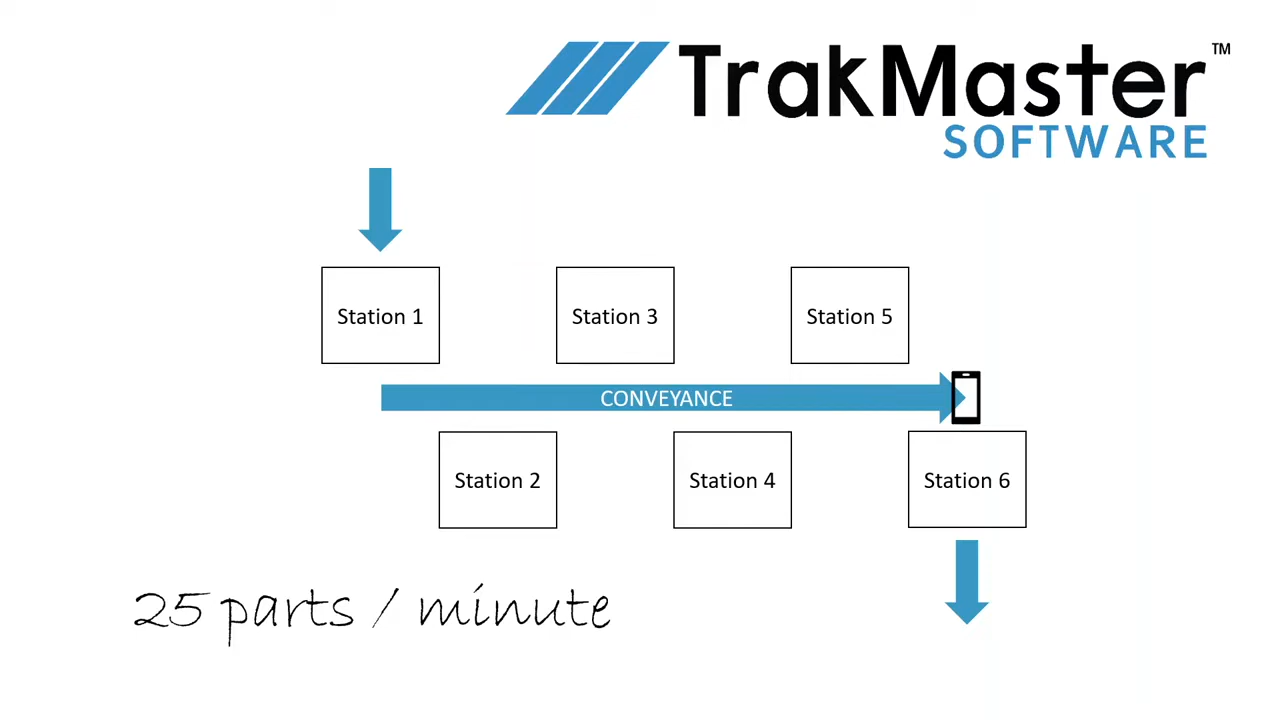 TrakMaster™
SOFTWARE
Station 1
Station 3
Station 5
CONVEYANCE
Station 2
Station 4
Station 6
25 parts / minute